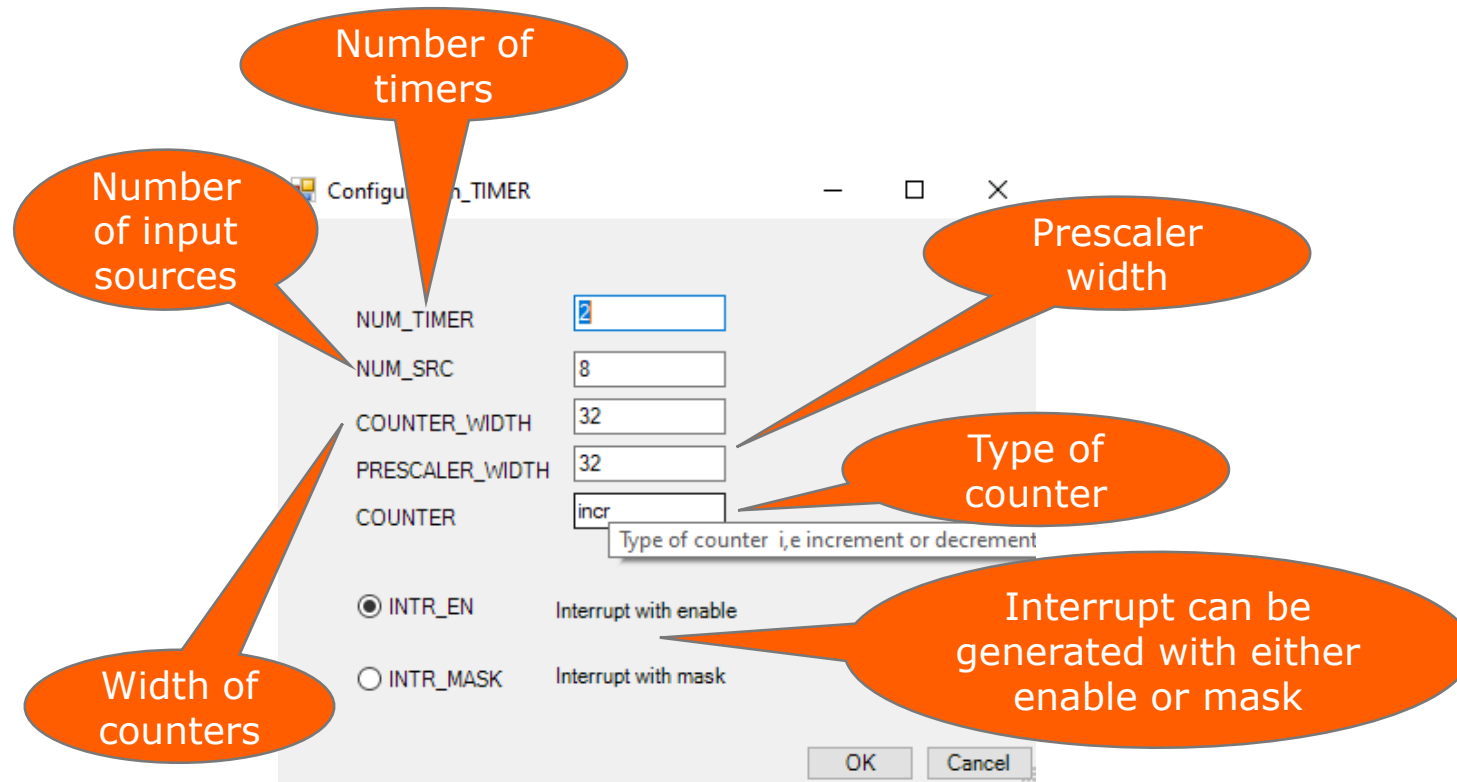 Number of
timers
Number
of input
sources
Prescaler
width
NUM_TIMER
2
NUM_SRC
8
COUNTER_WIDTH
32
PRESCALER_WIDTH
32
Type of
counter
COUNTER
incr
Type of counter i,e increment or decrement
INTR_EN
Interrupt with enable
Interrupt can be
generated with either
enable or mask
INTR_MASK
Interrupt with mask
Width of
counters
OK
Cancel